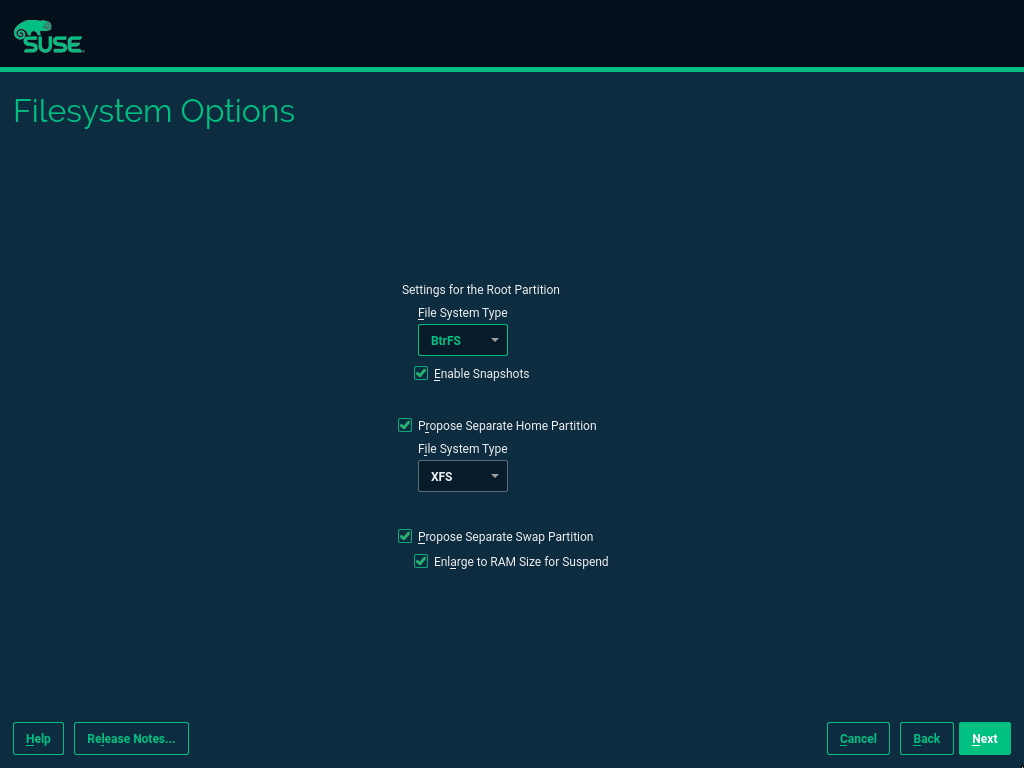 SUSE
Filesystem Options
Settings for the Root Partition
File System Type
BtrFS
Enable Snapshots
Propose Separate Home Partition
File System Type
XFS
Propose Separate Swap Partition
Enlarge to RAM Size for Suspend
Help Release Notes... Cancel Back Next